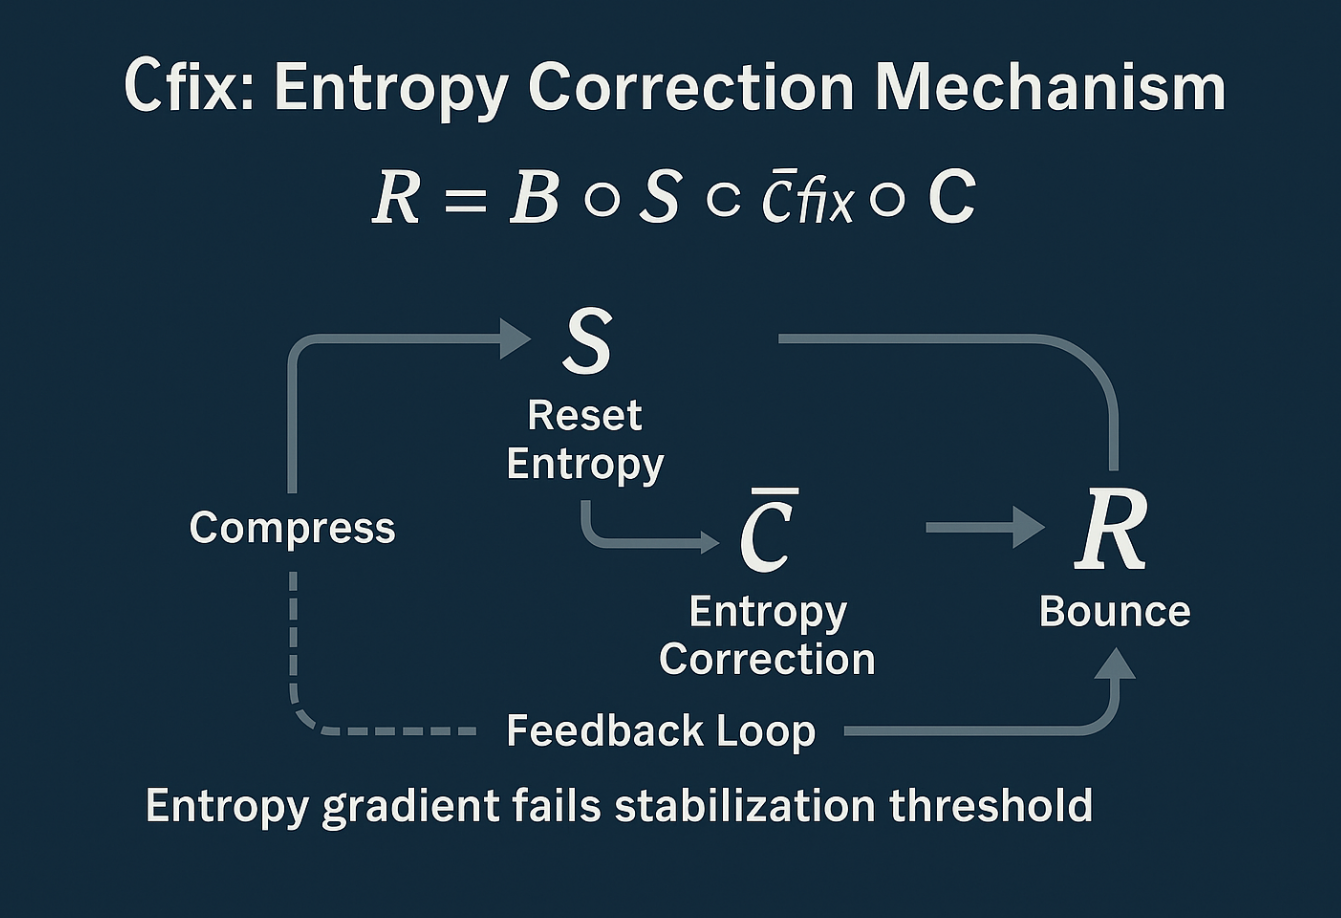 Cfix: Entropy Correction Mechanism
R = B ○ S ⊂ C̄fix ○ C
S
Reset
Entropy
Compress
C̄
R
Entropy
Correction
Bounce
Feedback Loop
Entropy gradient fails stabilization threshold